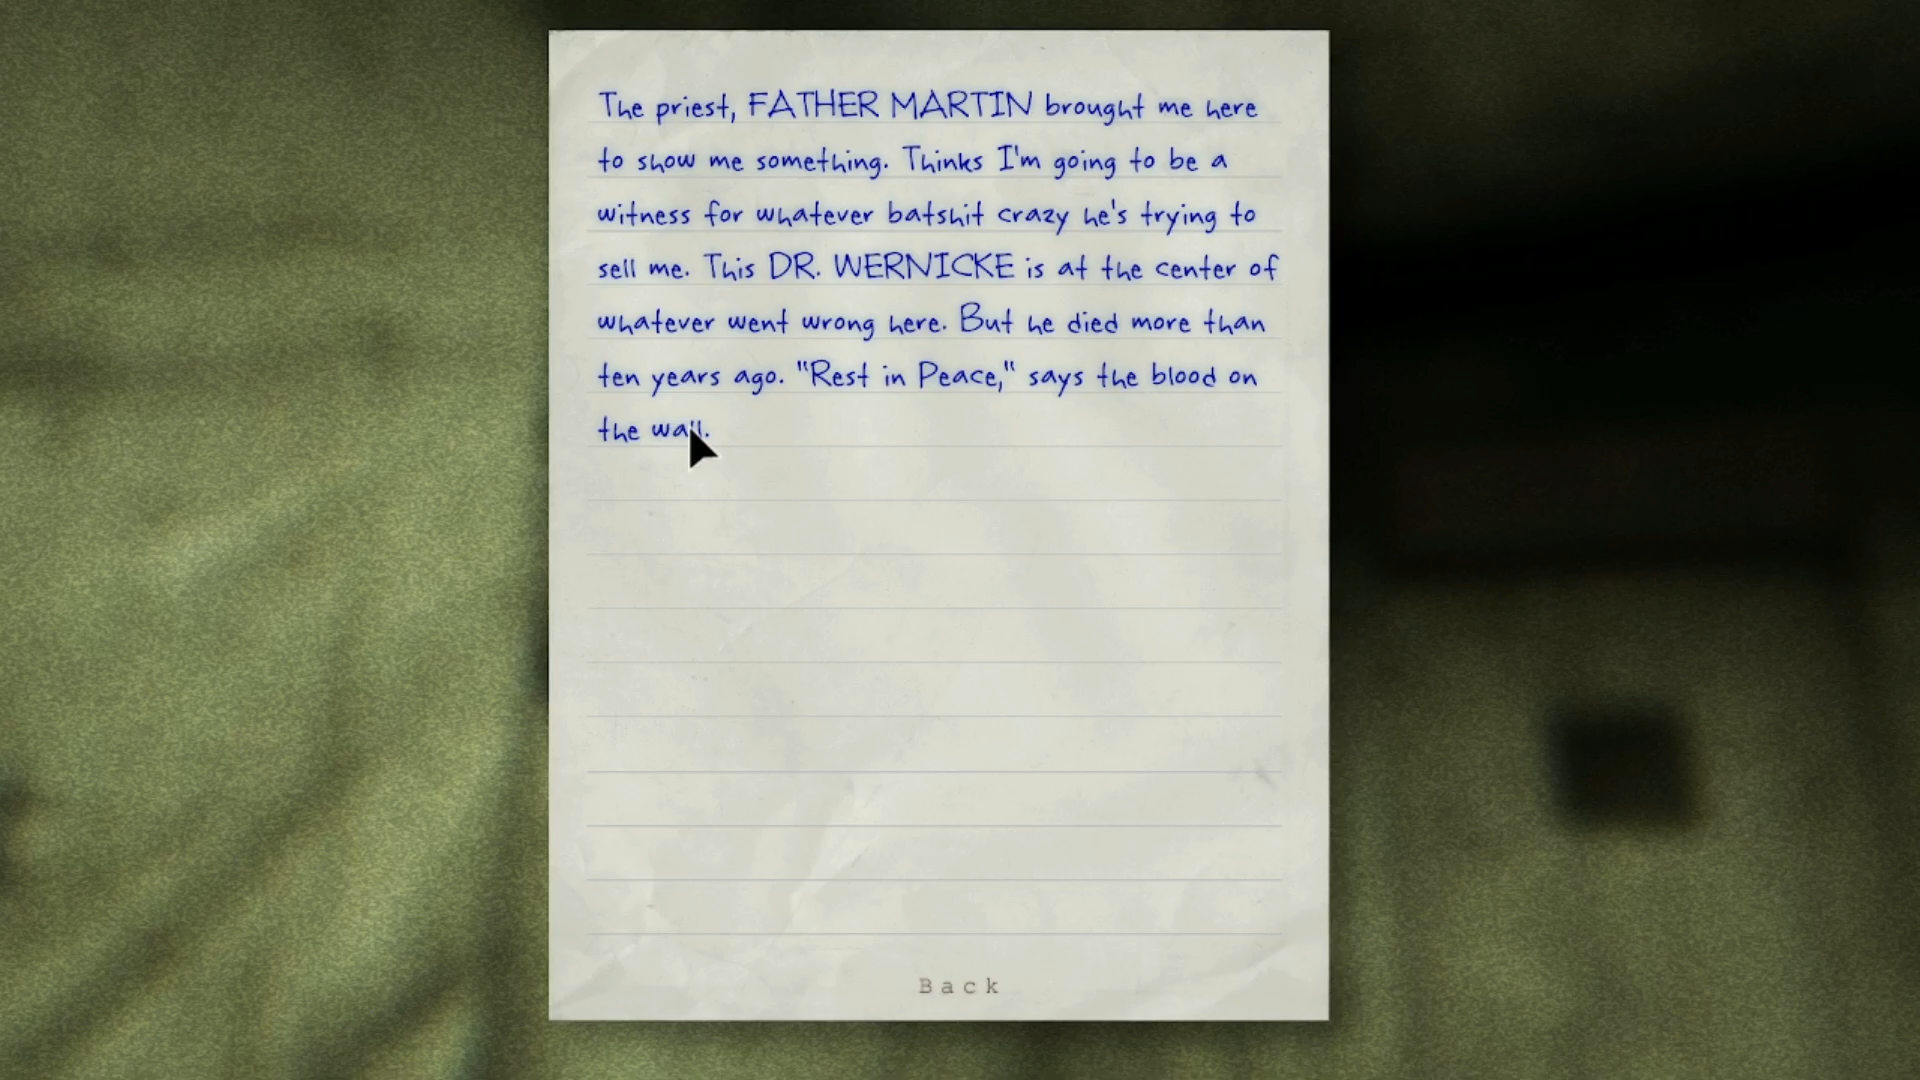 The priest, FATHER MARTIN brought me here
to show me something. Thinks I'm going to be a
witness for whatever batshit crazy he's trying to
sell me. This DR. WERNICKE is at the center of
whatever went wrong here. But he died more than
ten years ago. "Rest in Peace," says the blood on
the wall.
Back